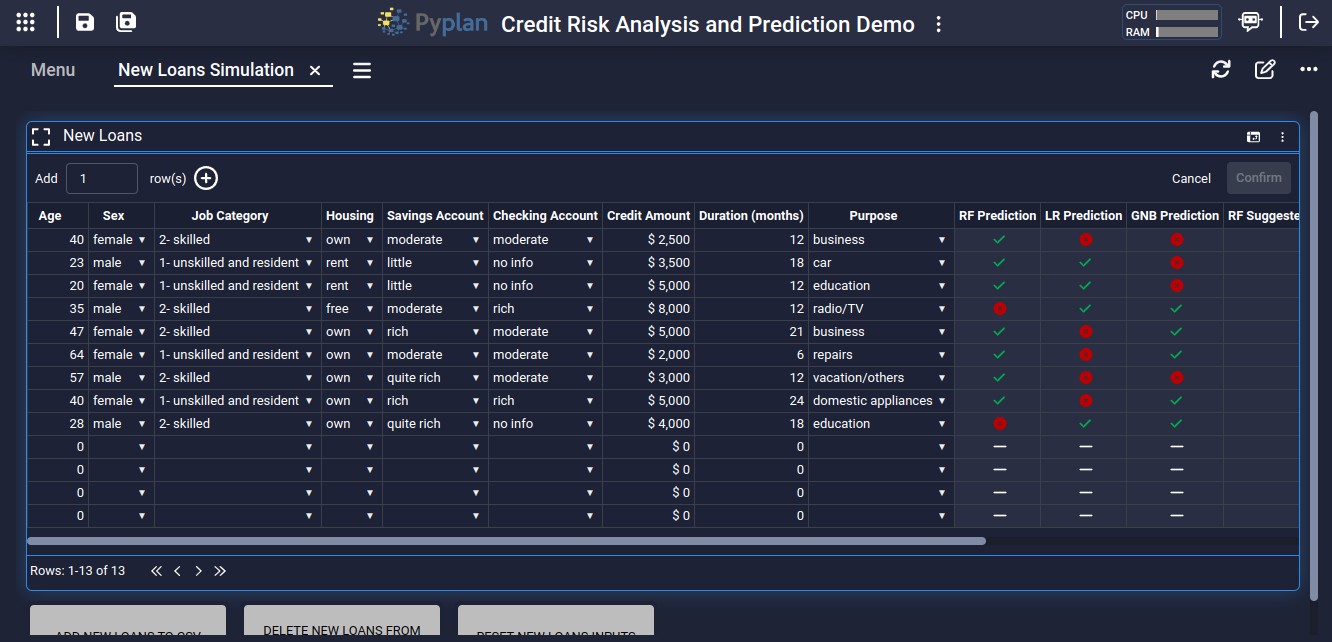 Pyplan Credit Risk Analysis and Prediction Demo CPU
RAM
Menu New Loans Simulation
New Loans
Add 1 row(s) Cancel Confirm
Age Sex Job Category Housing Savings Account Checking Account Credit Amount Duration (months) Purpose RF Prediction LR Prediction GNB Prediction RF Suggeste
40 female 2- skilled own moderate moderate $ 2,500 12 business
23 male 1- unskilled and resident rent little no info $ 3,500 18 car
20 female 1- unskilled and resident rent little no info $ 5,000 12 education
35 male 2- skilled free moderate rich $ 8,000 12 radio/TV
47 female 2- skilled own rich moderate $ 5,000 21 business
64 female 1- unskilled and resident own moderate moderate $ 2,000 6 repairs
57 male 2- skilled own quite rich moderate $ 3,000 12 vacation/others
40 female 1- unskilled and resident own rich rich $ 5,000 24 domestic appliances
28 male 2- skilled own quite rich no info $ 4,000 18 education
0 $ 0 0
0 $ 0 0
0 $ 0 0
0 $ 0 0
Rows: 1-13 of 13
ADD NEW LOANS TO CSV DELETE NEW LOANS FROM RESET NEW LOANS INPUTS